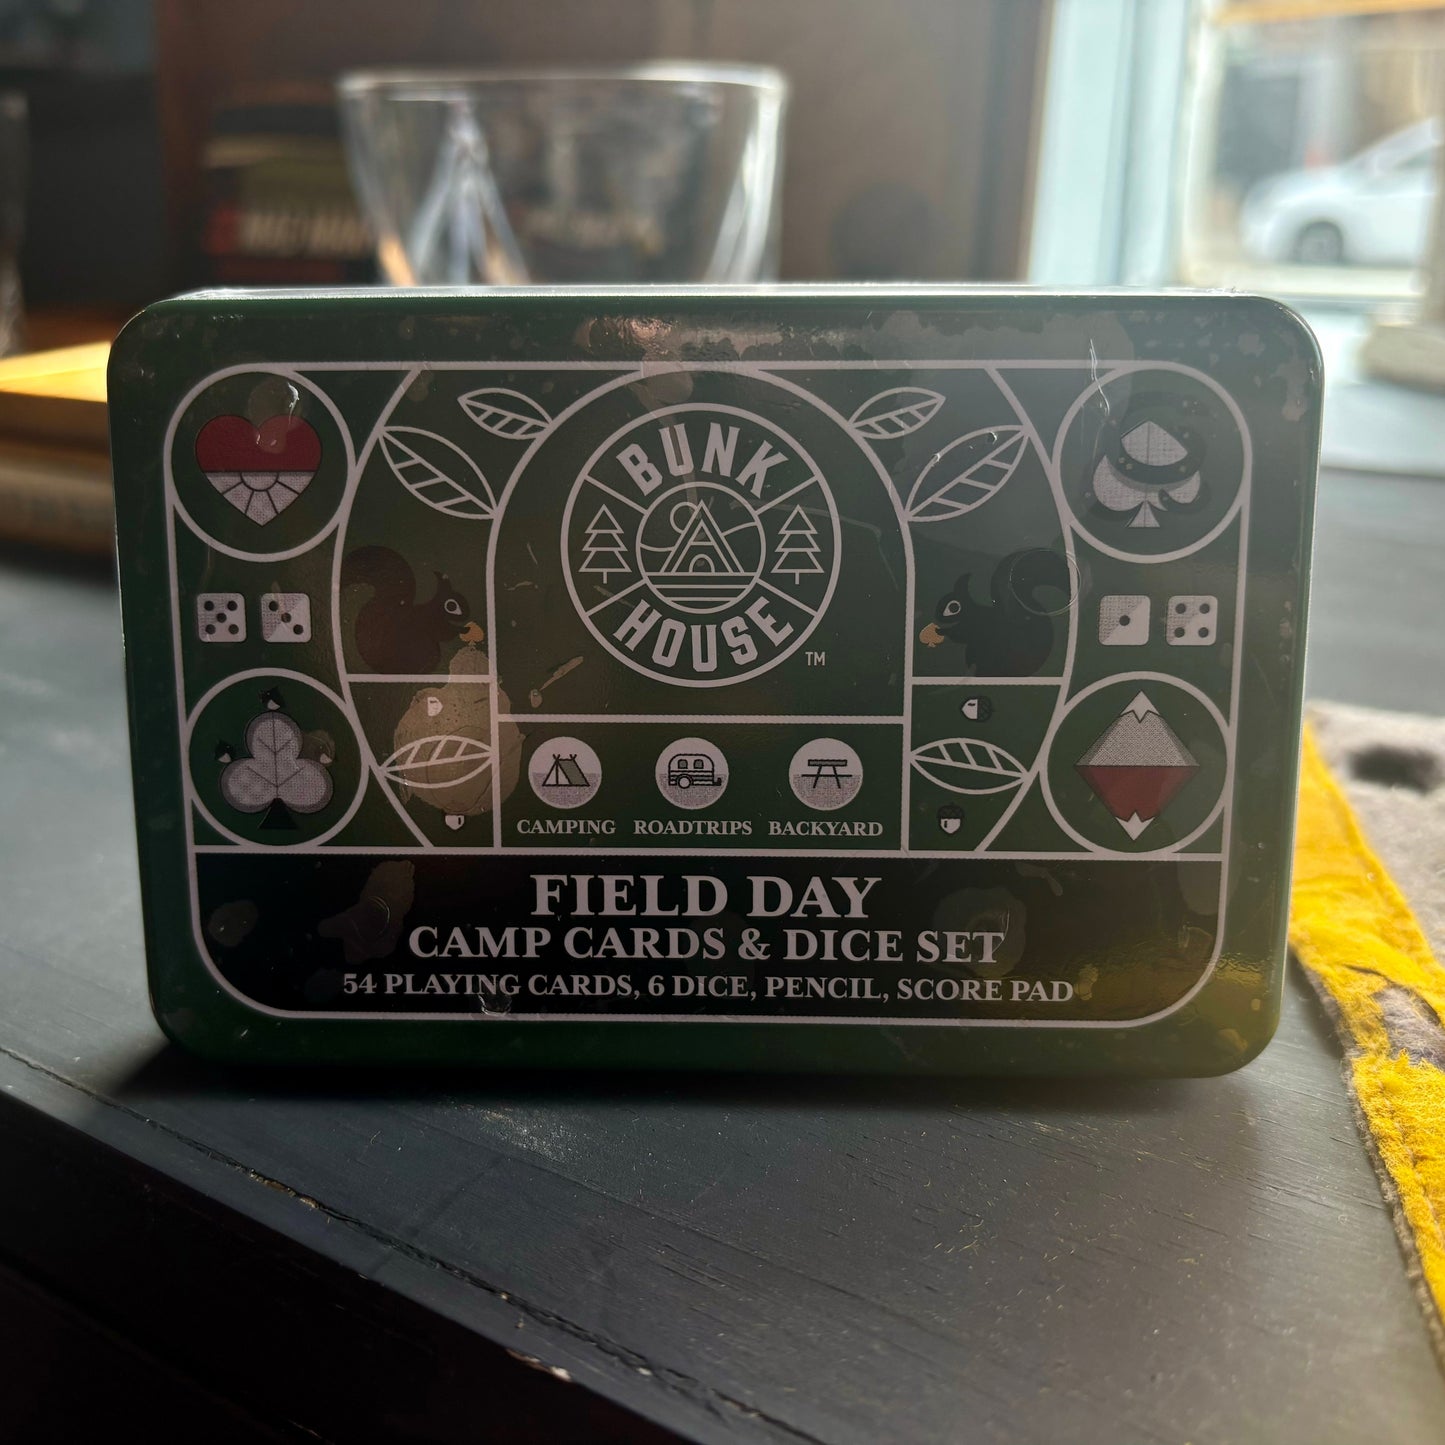 BUNK
HOUSE
TM
CAMPING ROADTRIPS BACKYARD
FIELD DAY
CAMP CARDS & DICE SET
54 PLAYING CARDS, 6 DICE, PENCIL, SCORE PAD